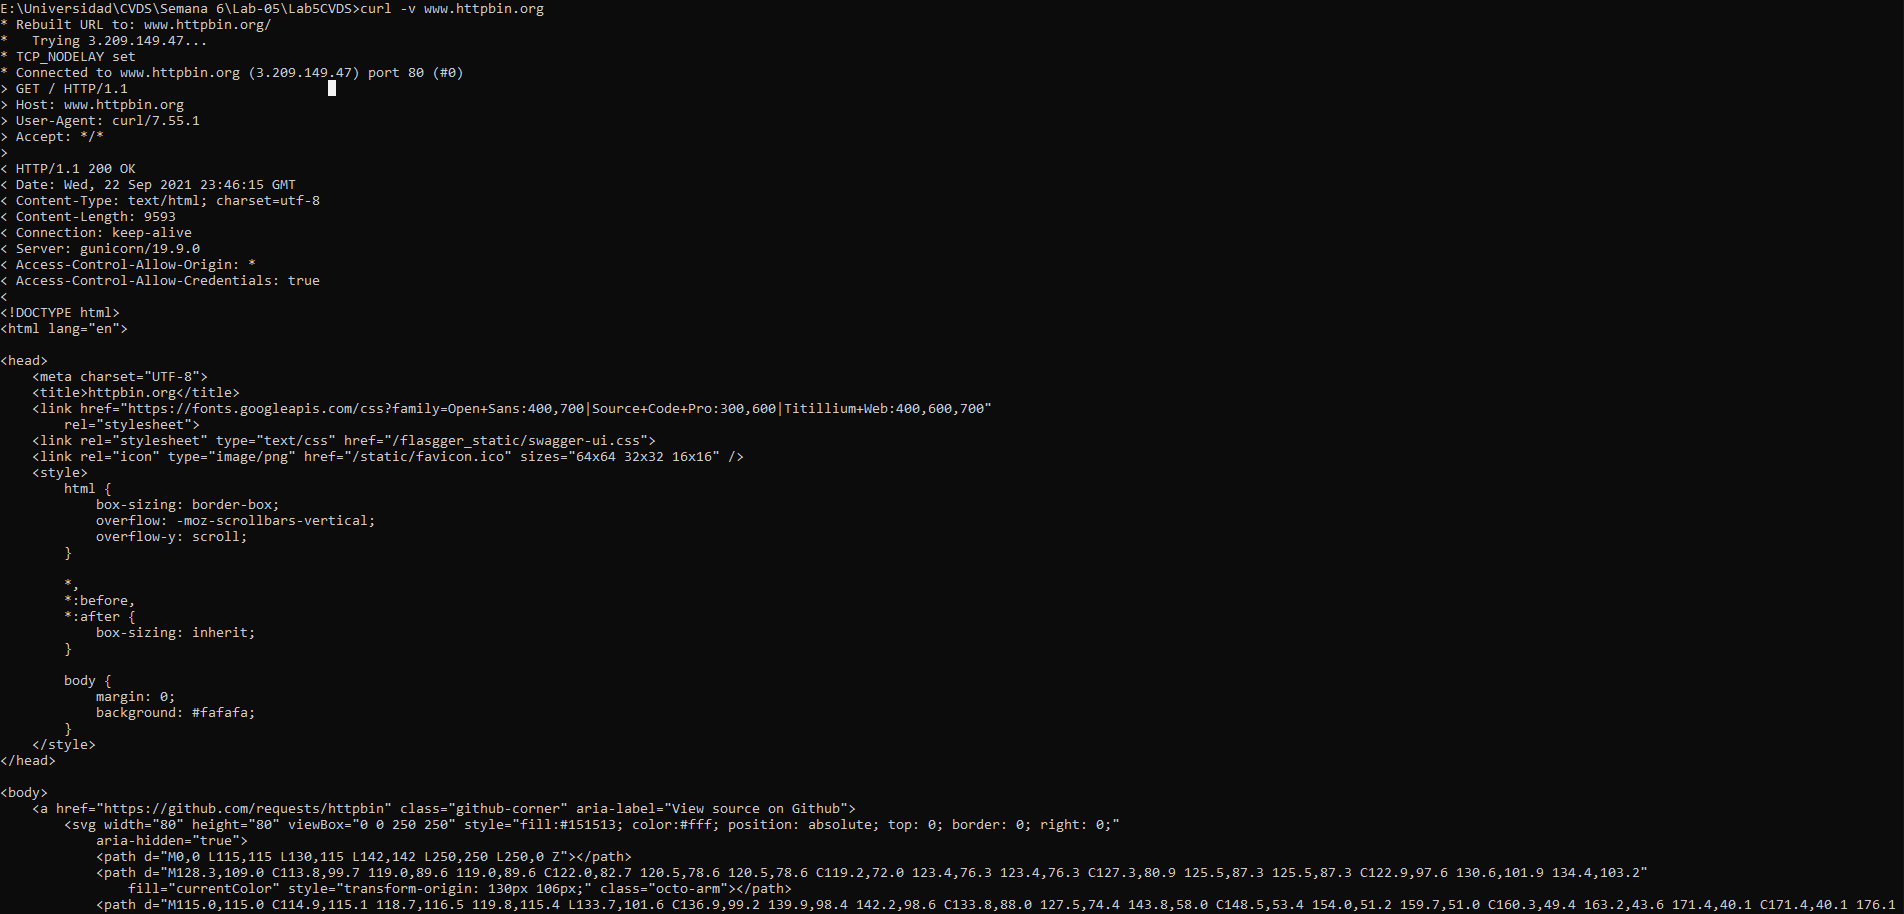 E:\Universidad\CVDS\Semana 6\Lab-05\Lab5CVDS>curl -v www.httpbin.org
* Rebuilt URL to: www.httpbin.org/
*   Trying 3.209.149.47...
* TCP_NODELAY set
* Connected to www.httpbin.org (3.209.149.47) port 80 (#0)
> GET / HTTP/1.1
> Host: www.httpbin.org
> User-Agent: curl/7.55.1
> Accept: */*
>
< HTTP/1.1 200 OK
< Date: Wed, 22 Sep 2021 23:46:15 GMT
< Content-Type: text/html; charset=utf-8
< Content-Length: 9593
< Connection: keep-alive
< Server: gunicorn/19.9.0
< Access-Control-Allow-Origin: *
< Access-Control-Allow-Credentials: true
<
<!DOCTYPE html>
<html lang="en">

<head>
    <meta charset="UTF-8">
    <title>httpbin.org</title>
    <link href="https://fonts.googleapis.com/css?family=Open+Sans:400,700|Source+Code+Pro:300,600|Titillium+Web:400,600,700"
        rel="stylesheet">
    <link rel="stylesheet" type="text/css" href="/flasgger_static/swagger-ui.css">
    <link rel="icon" type="image/png" href="/static/favicon.ico" sizes="64x64 32x32 16x16" />
    <style>
        html {
            box-sizing: border-box;
            overflow: -moz-scrollbars-vertical;
            overflow-y: scroll;
        }

        *,
        *:before,
        *:after {
            box-sizing: inherit;
        }

        body {
            margin: 0;
            background: #fafafa;
        }
    </style>
</head>

<body>
    <a href="https://github.com/requests/httpbin" class="github-corner" aria-label="View source on Github">
        <svg width="80" height="80" viewBox="0 0 250 250" style="fill:#151513; color:#fff; position: absolute; top: 0; border: 0; right: 0;"
            aria-hidden="true">
            <path d="M0,0 L115,115 L130,115 L142,142 L250,250 L250,0 Z"></path>
            <path d="M128.3,109.0 C113.8,99.7 119.0,89.6 119.0,89.6 C122.0,82.7 120.5,78.6 120.5,78.6 C119.2,72.0 123.4,76.3 123.4,76.3 C127.3,80.9 125.5,87.3 125.5,87.3 C122.9,97.6 130.6,101.9 134.4,103.2"
                fill="currentColor" style="transform-origin: 130px 106px;" class="octo-arm"></path>
            <path d="M115.0,115.0 C114.9,115.1 118.7,116.5 119.8,115.4 L133.7,101.6 C136.9,99.2 139.9,98.4 142.2,98.6 C133.8,88.0 127.5,74.4 143.8,58.0 C148.5,53.4 154.0,51.2 159.7,51.0 C160.3,49.4 163.2,43.6 171.4,40.1 C171.4,40.1 176.1